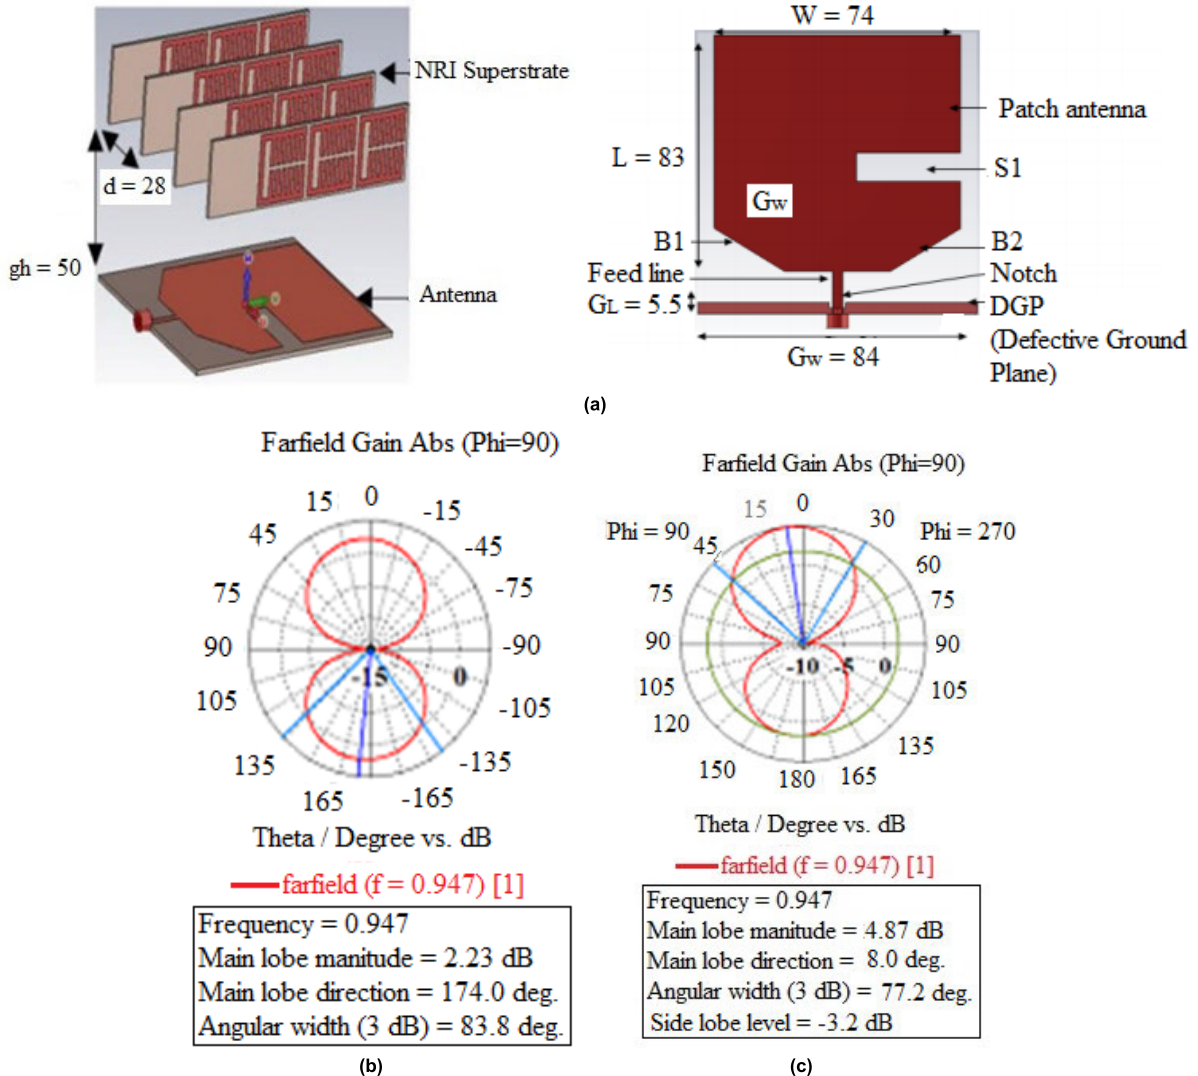 NRI Superstrate
d = 28
gh = 50
Antenna
W = 74
Patch antenna
L = 83
S1
Gw
B1
B2
Feed line
Notch
GL = 5.5
DGP
(Defective Ground
Plane)
Gw = 84
(a)
Farfield Gain Abs (Phi=90)
15 0 -15
45 -45
75 -75
90 -90
-15 0
105 -105
135 -135
165 -165
Theta / Degree vs. dB
farfield (f = 0.947) [1]
Frequency = 0.947
Main lobe manitude = 2.23 dB
Main lobe direction = 174.0 deg.
Angular width (3 dB) = 83.8 deg.
(b)
Farfield Gain Abs (Phi=90)
15 0 30
Phi = 90 45 Phi = 270
60
75 75
90 90
-10 -5 0
105 105
120 135
150 180 165
Theta / Degree vs. dB
farfield (f = 0.947) [1]
Frequency = 0.947
Main lobe manitude = 4.87 dB
Main lobe direction = 8.0 deg.
Angular width (3 dB) = 77.2 deg.
Side lobe level = -3.2 dB
(c)